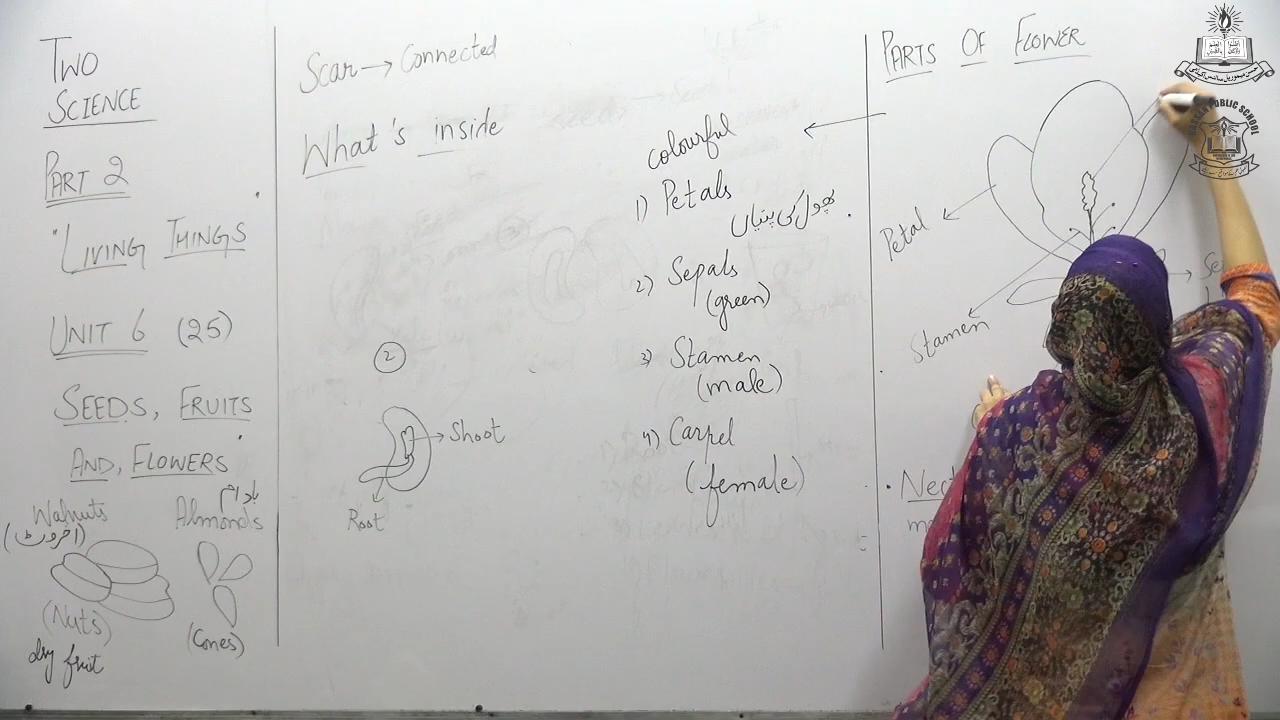 TWO
SCIENCE
PART 2
"LIVING THINGS
UNIT 6 (25)
SEEDS, FRUITS
AND, FLOWERS
Walnuts
(اخروٹ)
بادام
Almonds
(Nuts)
dry fruit
(Cones)
Scar → Connected
What's inside
2
Shoot
Root
colourful
1) Petals
پھول کی پتیاں
2) Sepals
(green)
3) Stamen
(male)
4) Carpel
(female)
PARTS OF FLOWER
Petal
Stamen
PUBLIC SCHOOL